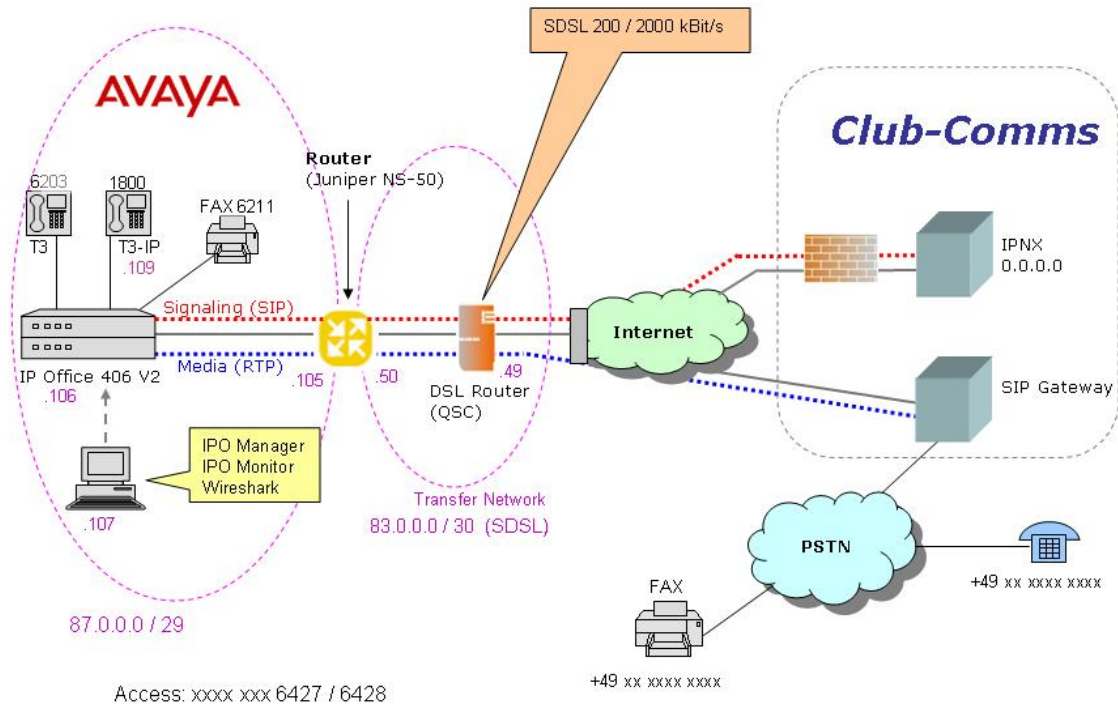 SDSL 200 / 2000 kBit/s
AVAYA
Club-Comms
Router
(Juniper NS-50)
6203
1800
FAX 6211
T3
T3-IP
.109
IPNX
0.0.0.0
Signaling (SIP)
Internet
Media (RTP)
IP Office 406 V2
.106
.105
.50
.49
DSL Router
(QSC)
SIP Gateway
IPO Manager
IPO Monitor
Wireshark
.107
Transfer Network
83.0.0.0 / 30 (SDSL)
PSTN
+49 xx xxxx xxxx
FAX
+49 xx xxxx xxxx
87.0.0.0 / 29
Access: xxxx xxx 6427 / 6428